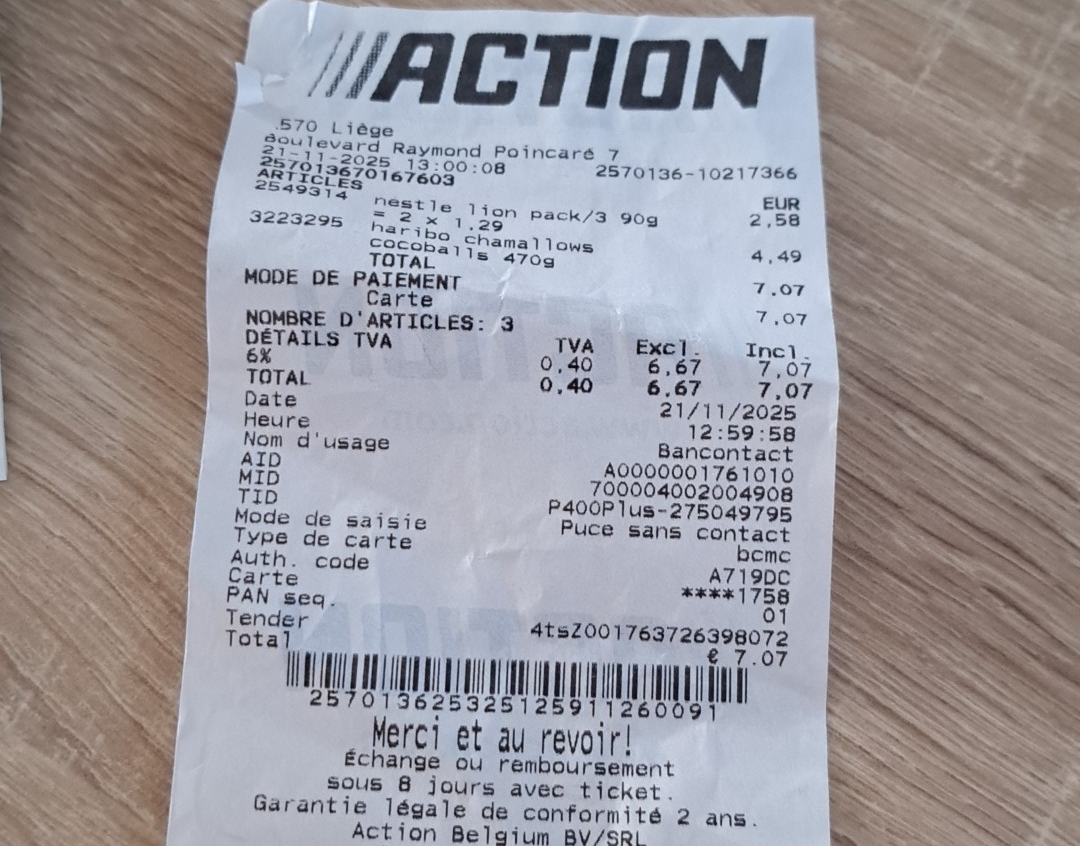 ACTION
.570 Liège
Boulevard Raymond Poincaré 7
21-11-2025 13:00:08 2570136-10217366
257013670167603
ARTICLES EUR
2549314 nestle lion pack/3 90g 2,58
= 2 x 1,29
3223295 haribo chamallows
cocoballs 470g 4,49
TOTAL 7.07
MODE DE PAIEMENT
Carte 7,07
NOMBRE D'ARTICLES: 3
DÉTAILS TVA TVA Excl. Incl.
6% 0,40 6,67 7,07
TOTAL 0,40 6,67 7,07
Date 21/11/2025
Heure 12:59:58
Nom d'usage Bancontact
AID A0000001761010
MID 700004002004908
TID P400Plus-275049795
Mode de saisie Puce sans contact
Type de carte bcmc
Auth. code A719DC
Carte ****1758
PAN seq. 01
Tender 4tsZ001763726398072
Total € 7.07
257013625325125911260091
Merci et au revoir!
Échange ou remboursement
sous 8 jours avec ticket.
Garantie légale de conformité 2 ans.
Action Belgium BV/SRL